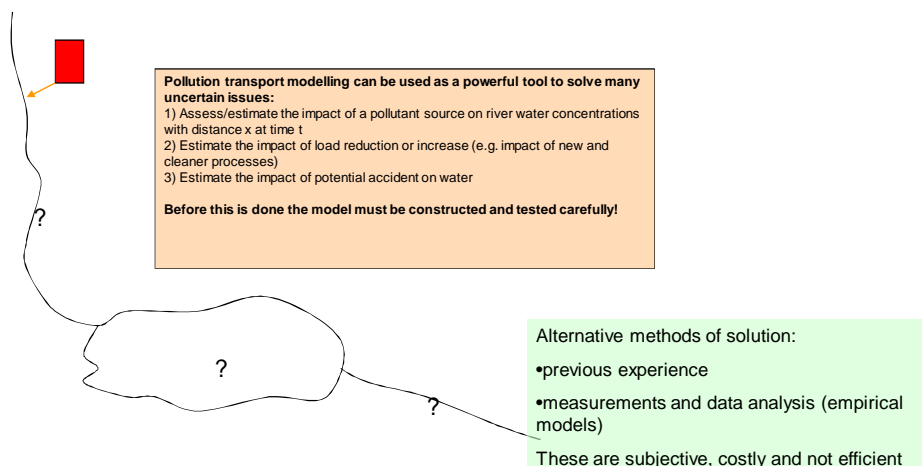 Pollution transport modelling can be used as a powerful tool to solve many
uncertain issues:
1) Assess/estimate the impact of a pollutant source on river water concentrations
with distance x at time t
2) Estimate the impact of load reduction or increase (e.g. impact of new and
cleaner processes)
3) Estimate the impact of potential accident on water
Before this is done the model must be constructed and tested carefully!
?
?
?
Alternative methods of solution:
•previous experience
•measurements and data analysis (empirical
models)
These are subjective, costly and not efficient